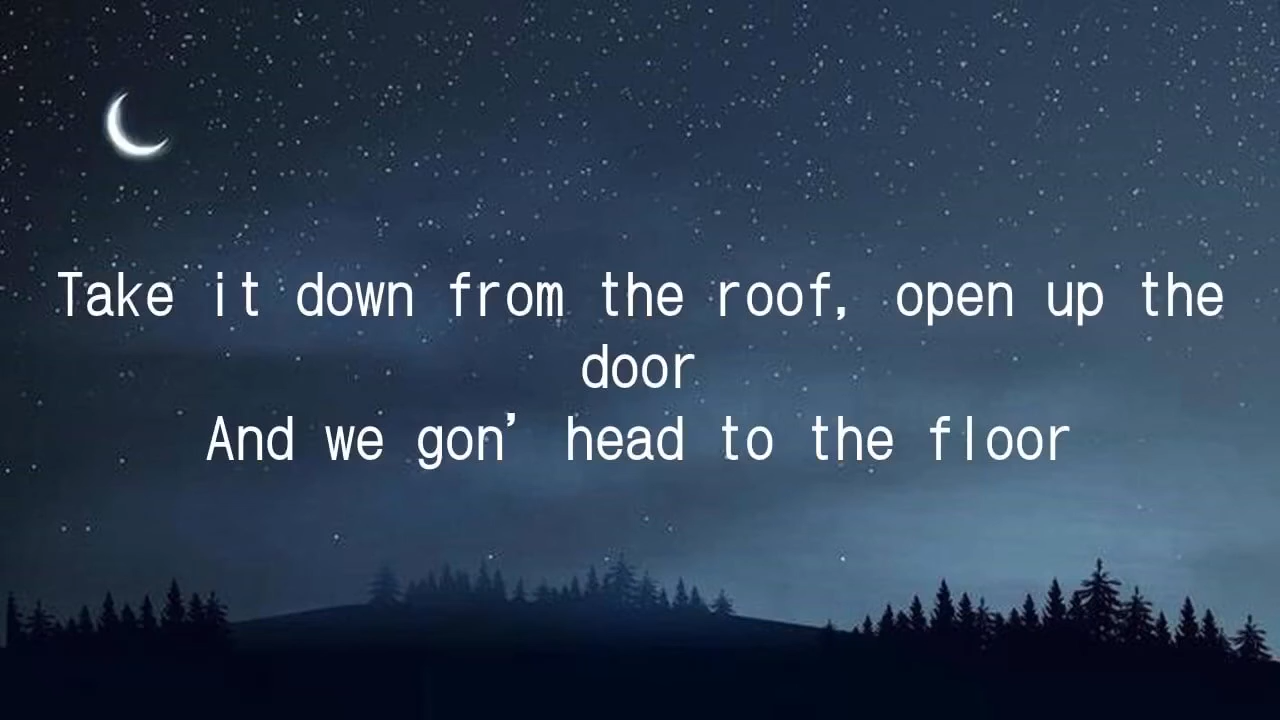 Take it down from the roof, open up the
door
And we gon’ head to the floor